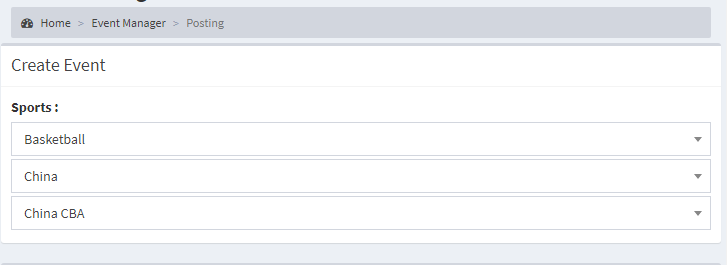 Home > Event Manager > Posting
Create Event
Sports :
Basketball
China
China CBA